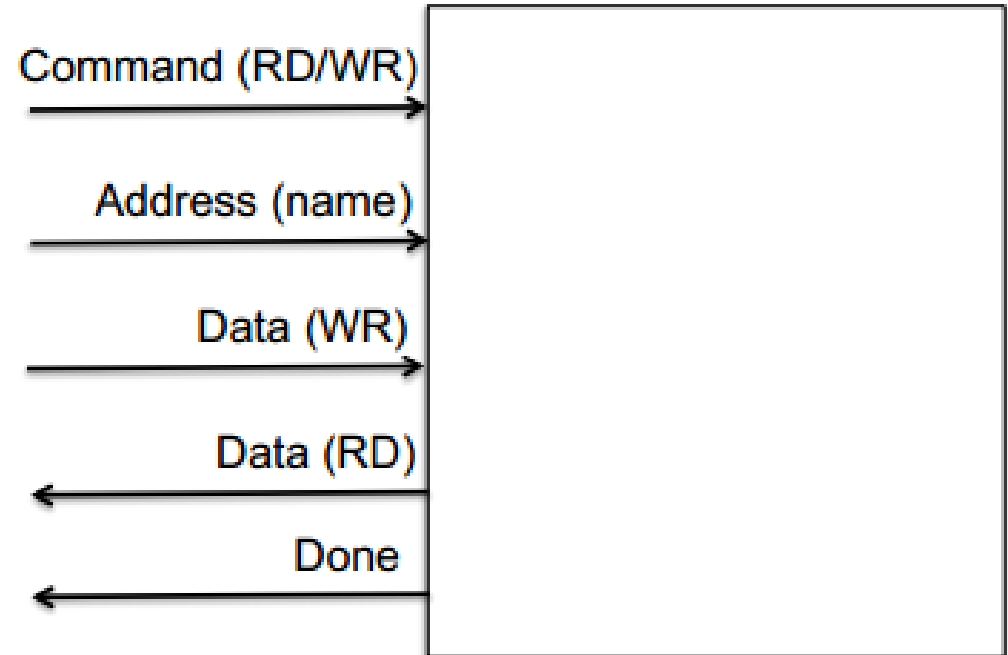 Command (RD/WR)
Address (name)
Data (WR)
Data (RD)
Done